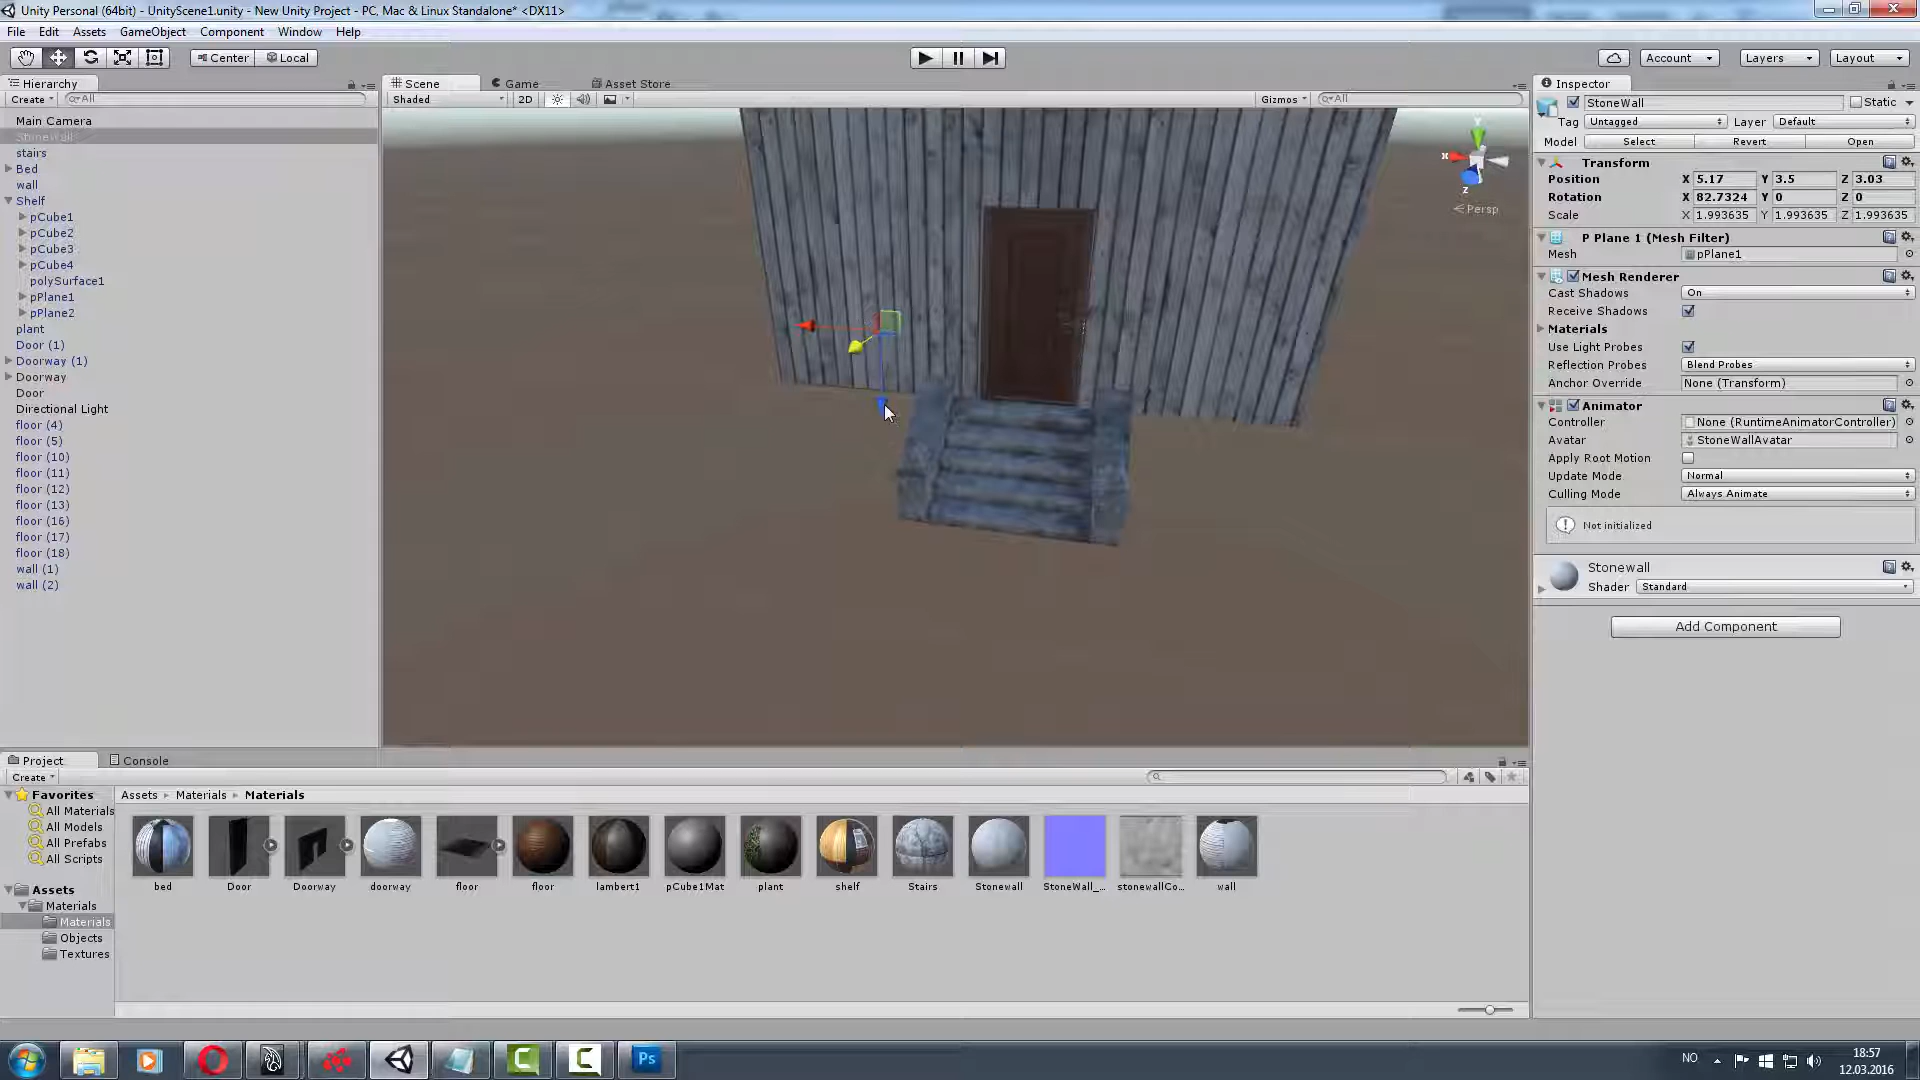 Unity Personal (64bit) - UnityScene1.unity - New Unity Project - PC, Mac & Linux Standalone* <DX11>
File Edit Assets GameObject Component Window Help
Center Local Account Layers Layout
Hierarchy
Create All
Main Camera
StoneWall
stairs
Bed
wall
Shelf
pCube1
pCube2
pCube3
pCube4
polySurface1
pPlane1
pPlane2
plant
Door (1)
Doorway (1)
Doorway
Door
Directional Light
floor (4)
floor (5)
floor (10)
floor (11)
floor (12)
floor (13)
floor (16)
floor (17)
floor (18)
wall (1)
wall (2)
Scene Game Asset Store
Shaded 2D Gizmos All
y
x
z
Persp
Inspector
StoneWall Static
Tag Untagged Layer Default
Model Select Revert Open
Transform
Position X 5.17 Y 3.5 Z 3.03
Rotation X 82.7324 Y 0 Z 0
Scale X 1.993635 Y 1.993635 Z 1.993635
P Plane 1 (Mesh Filter)
Mesh pPlane1
Mesh Renderer
Cast Shadows On
Receive Shadows
Materials
Use Light Probes
Reflection Probes Blend Probes
Anchor Override None (Transform)
Animator
Controller None (RuntimeAnimatorController)
Avatar StoneWallAvatar
Apply Root Motion
Update Mode Normal
Culling Mode Always Animate
Not initialized
Stonewall
Shader Standard
Add Component
Project Console
Create
Favorites
All Materials
All Models
All Prefabs
All Scripts
Assets
Materials
Materials
Objects
Textures
Assets Materials Materials
bed Door Doorway doorway floor floor lambert1 pCube1Mat plant shelf Stairs Stonewall StoneWall_... stonewallCo... wall
Ps
NO
18:57
12.03.2016